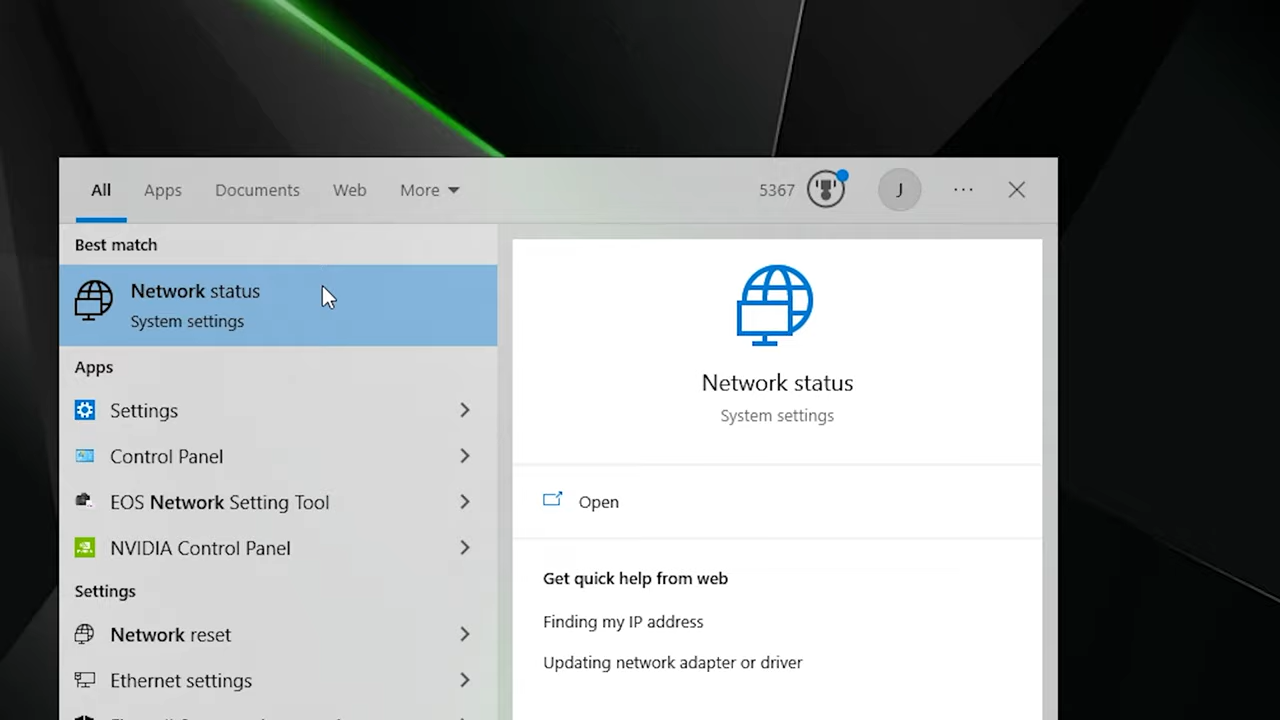 All Apps Documents Web More 5367 J
Best match
Network status
System settings
Apps
Settings
Control Panel
EOS Network Setting Tool
NVIDIA Control Panel
Settings
Network reset
Ethernet settings
Network status
System settings
Open
Get quick help from web
Finding my IP address
Updating network adapter or driver